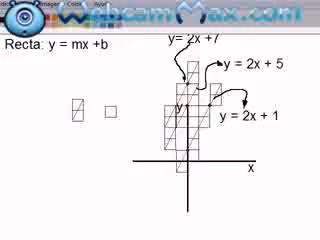 WebcamMax.com
Recta: y = mx +b
y= 2x +7
y = 2x + 5
y
y = 2x + 1
x